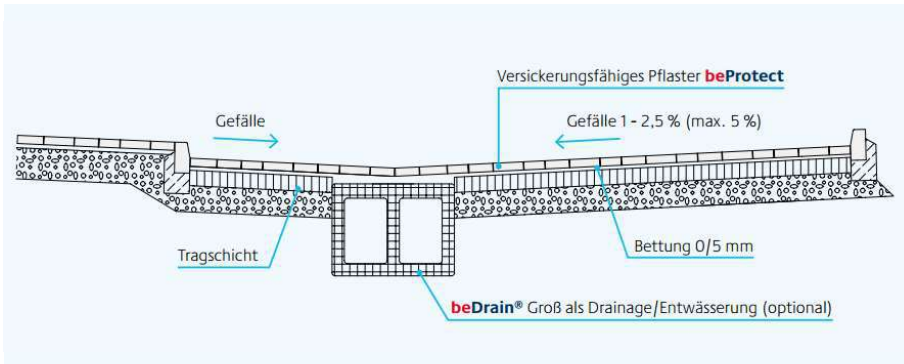 Versickerungsfähiges Pflaster beProtect
Gefälle
Gefälle 1 - 2,5 % (max. 5 %)
Tragschicht
Bettung 0/5 mm
beDrain® Groß als Drainage/Entwässerung (optional)